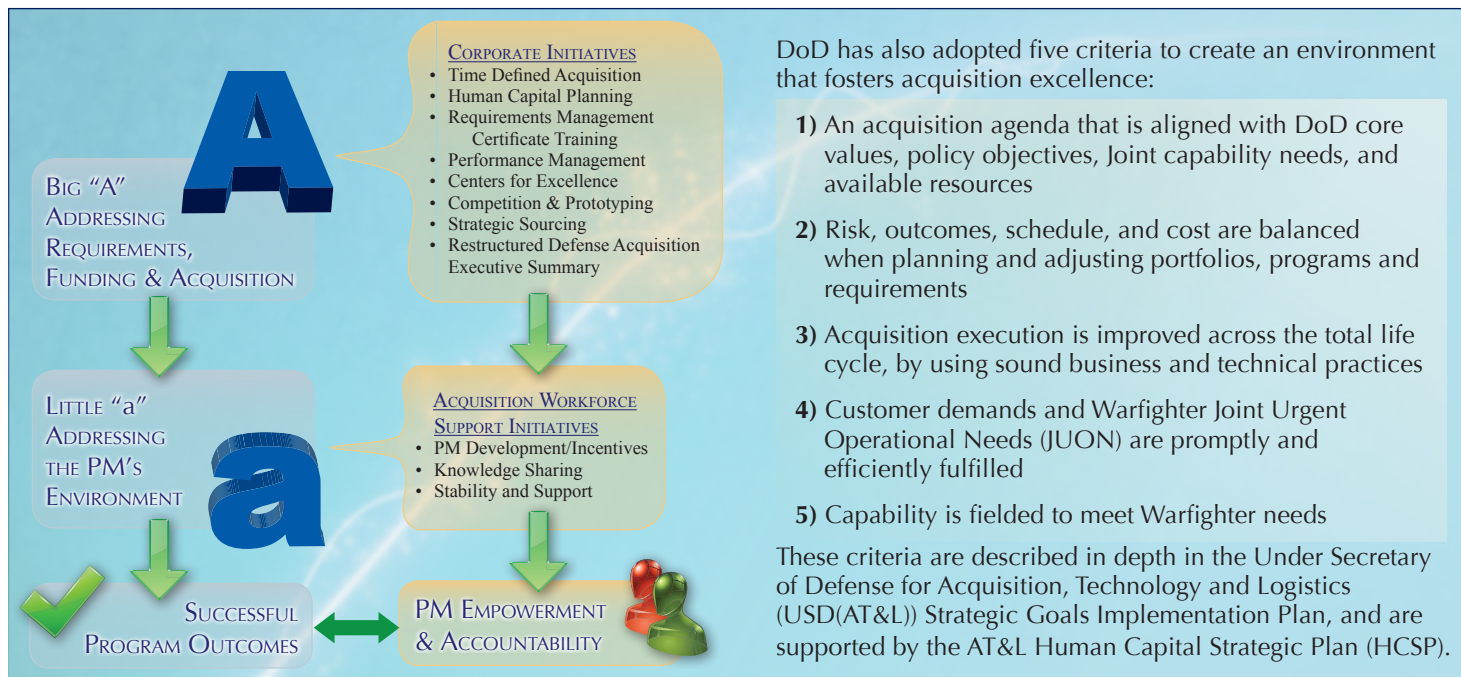 A
BIG "A"
ADDRESSING
REQUIREMENTS,
FUNDING & ACQUISITION
CORPORATE INITIATIVES
• Time Defined Acquisition
• Human Capital Planning
• Requirements Management
Certificate Training
• Performance Management
• Centers for Excellence
• Competition & Prototyping
• Strategic Sourcing
• Restructured Defense Acquisition
Executive Summary
LITTLE "a"
ADDRESSING
THE PM'S
ENVIRONMENT
a
ACQUISITION WORKFORCE
SUPPORT INITIATIVES
• PM Development/Incentives
• Knowledge Sharing
• Stability and Support
SUCCESSFUL
PROGRAM OUTCOMES
PM EMPOWERMENT
& ACCOUNTABILITY
DoD has also adopted five criteria to create an environment
that fosters acquisition excellence:
1) An acquisition agenda that is aligned with DoD core
values, policy objectives, Joint capability needs, and
available resources
2) Risk, outcomes, schedule, and cost are balanced
when planning and adjusting portfolios, programs and
requirements
3) Acquisition execution is improved across the total life
cycle, by using sound business and technical practices
4) Customer demands and Warfighter Joint Urgent
Operational Needs (JUON) are promptly and
efficiently fulfilled
5) Capability is fielded to meet Warfighter needs
These criteria are described in depth in the Under Secretary
of Defense for Acquisition, Technology and Logistics
(USD(AT&L)) Strategic Goals Implementation Plan, and are
supported by the AT&L Human Capital Strategic Plan (HCSP).